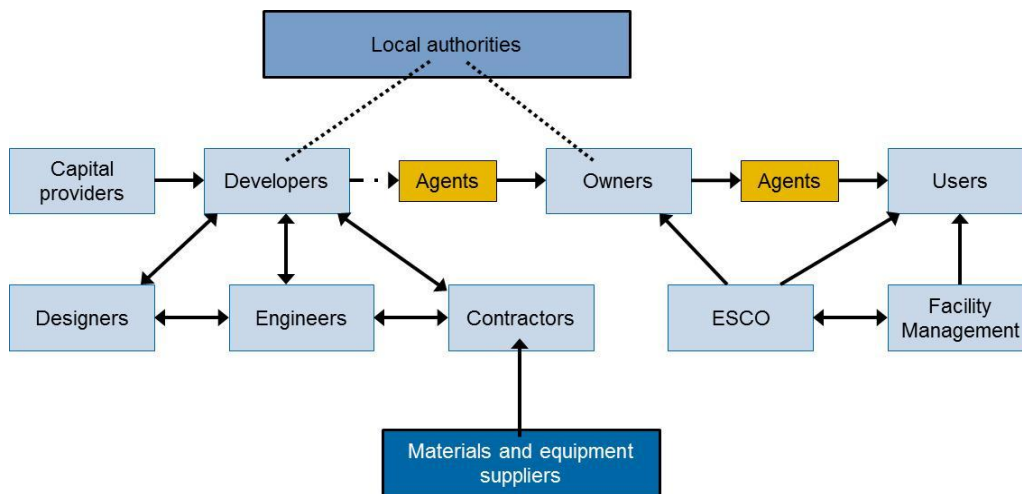 Local authorities
Capital
providers
Developers
Agents
Owners
Agents
Users
Designers
Engineers
Contractors
ESCO
Facility
Management
Materials and equipment
suppliers